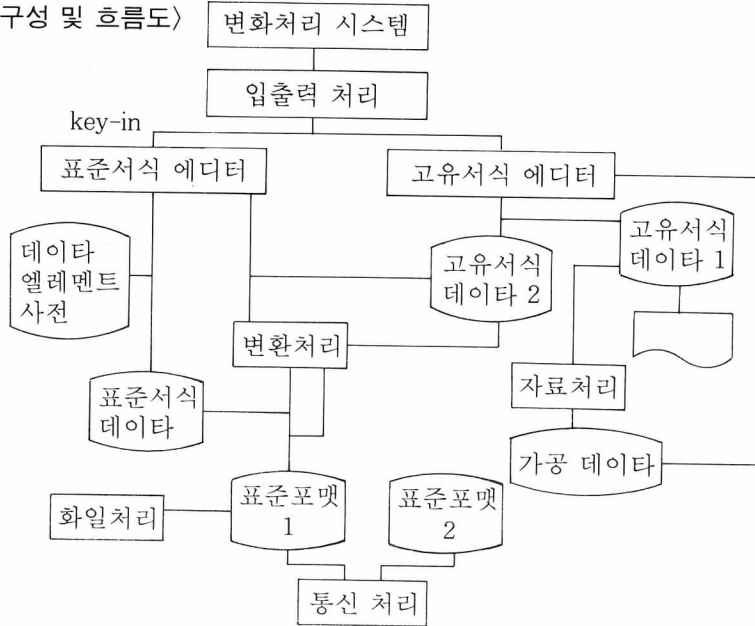 구성 및 흐름도〉
변화처리 시스템
입출력 처리
key-in
표준서식 에디터
고유서식 에디터
데이타
엘레멘트
사전
고유서식
데이타 2
고유서식
데이타 1
변환처리
표준서식
데이타
자료처리
가공 데이타
화일처리
표준포맷
1
표준포맷
2
통신 처리